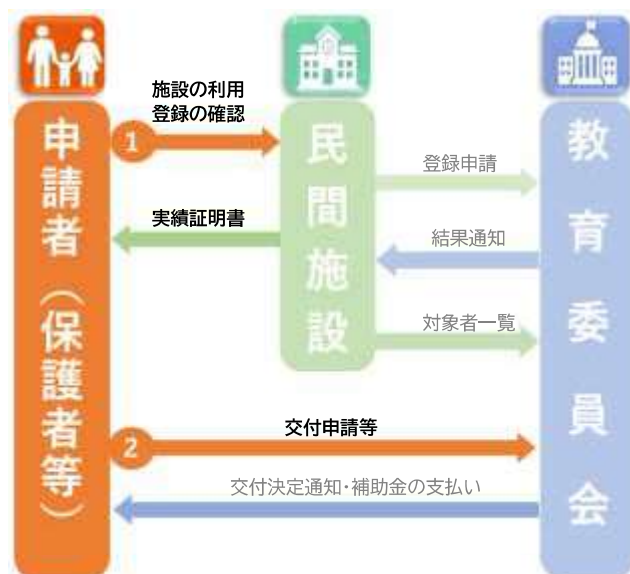 施設の利用
登録の確認
1
申請者（保護者等）
民間施設
教育委員会
登録申請
実績証明書
結果通知
対象者一覧
交付申請等
2
交付決定通知・補助金の支払い